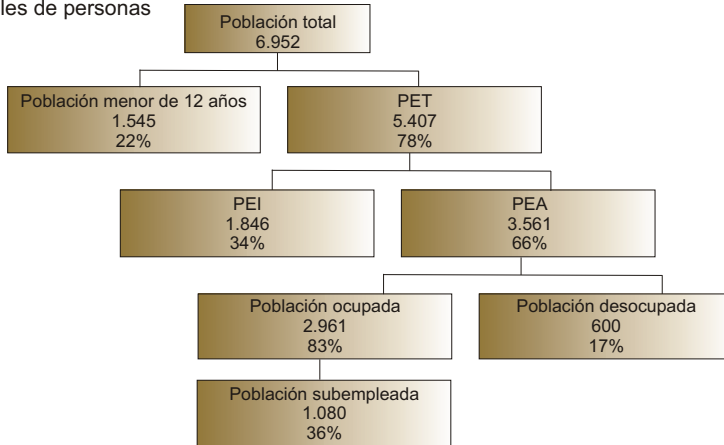 les de personas
Población total
6.952
Población menor de 12 años
1.545
22%
PET
5.407
78%
PEI
1.846
34%
PEA
3.561
66%
Población ocupada
2.961
83%
Población desocupada
600
17%
Población subempleada
1.080
36%